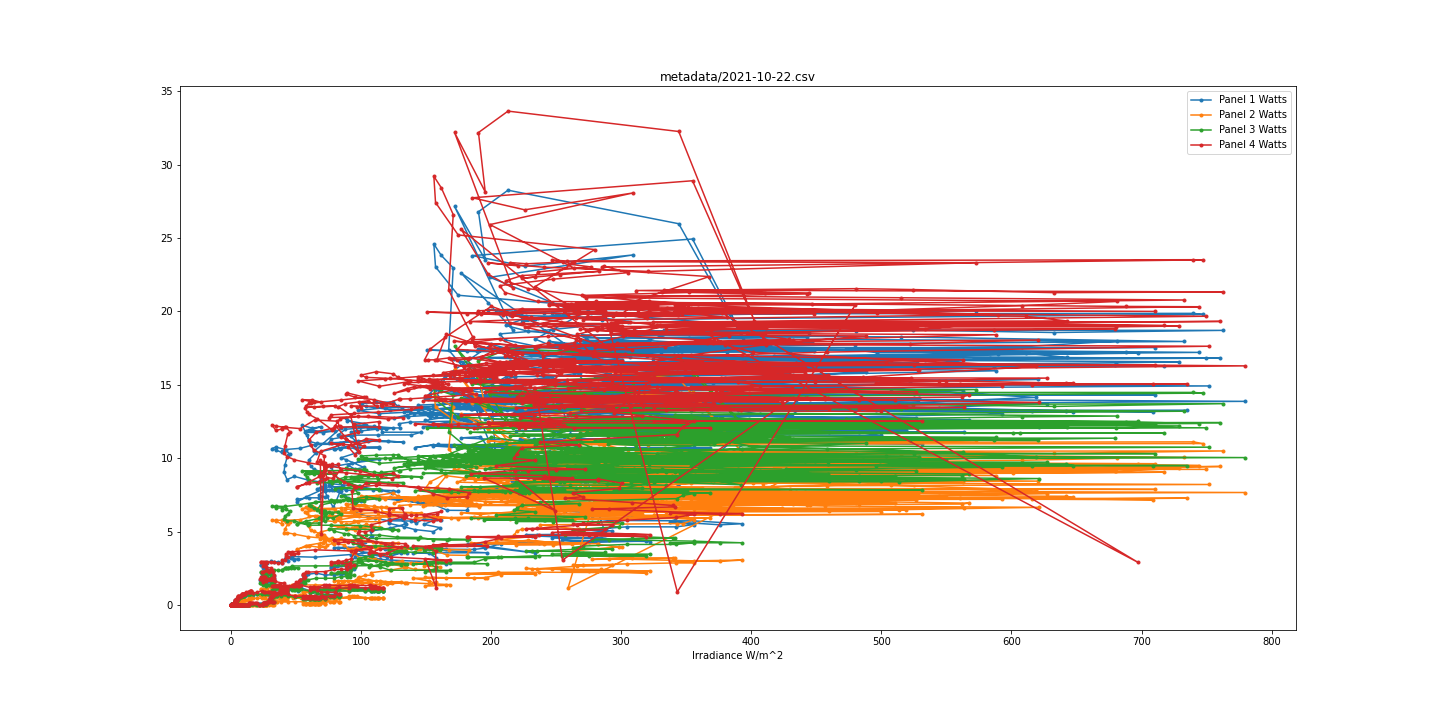 metadata/2021-10-22.csv
35
30
25
20
15
10
5
0
Panel 1 Watts
Panel 2 Watts
Panel 3 Watts
Panel 4 Watts
0 100 200 300 400 500 600 700 800
Irradiance W/m^2